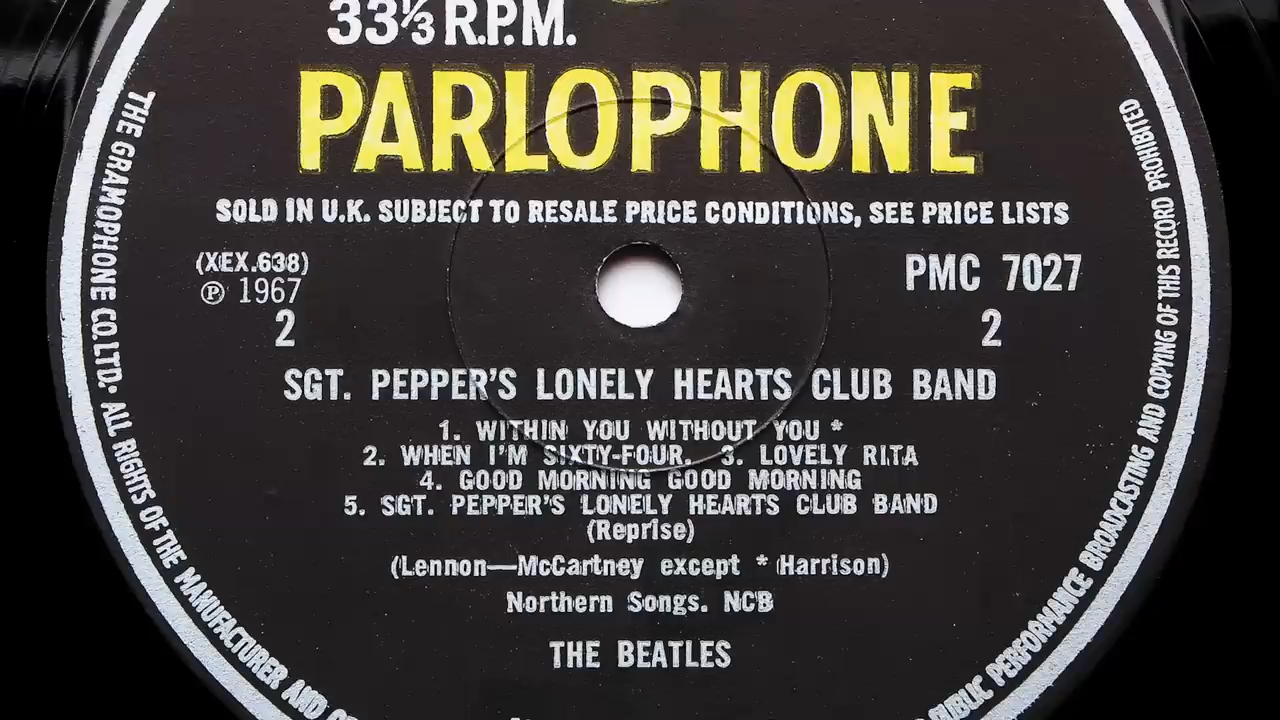 33⅓ R.P.M.
PARLOPHONE
SOLD IN U.K. SUBJECT TO RESALE PRICE CONDITIONS, SEE PRICE LISTS
(XEX.638)
℗ 1967
2
PMC 7027
2
SGT. PEPPER'S LONELY HEARTS CLUB BAND
1. WITHIN YOU WITHOUT YOU *
2. WHEN I'M SIXTY-FOUR. 3. LOVELY RITA
4. GOOD MORNING GOOD MORNING
5. SGT. PEPPER'S LONELY HEARTS CLUB BAND
(Reprise)
(Lennon—McCartney except * Harrison)
Northern Songs. NCB
THE BEATLES
THE GRAMOPHONE CO. LTD. ALL RIGHTS OF THE MANUFACTURER AND
PUBLIC PERFORMANCE BROADCASTING AND COPYING OF THIS RECORD PROHIBITED